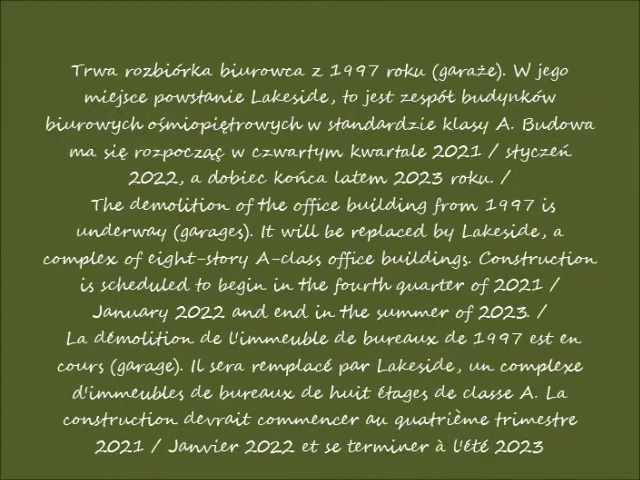 Trwa rozbiórka biurowca z 1997 roku (garaże). W jego
miejsce powstanie Lakeside, to jest zespół budynków
biurowych ośmiopiętrowych w standardzie klasy A. Budowa
ma się rozpocząć w czwartym kwartale 2021 / styczeń
2022, a dobiec końca latem 2023 roku. /
The demolition of the office building from 1997 is
underway (garages). It will be replaced by Lakeside, a
complex of eight-story A-class office buildings. Construction
is scheduled to begin in the fourth quarter of 2021 /
January 2022 and end in the summer of 2023. /
La démolition de l'immeuble de bureaux de 1997 est en
cours (garage). Il sera remplacé par Lakeside, un complexe
d'immeubles de bureaux de huit étages de classe A. La
construction devrait commencer au quatrième trimestre
2021 / Janvier 2022 et se terminer à l'été 2023